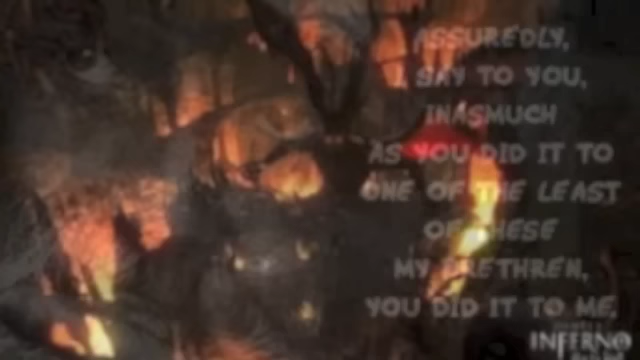 ASSUREDLY,
I SAY TO YOU,
INASMUCH
AS YOU DID IT TO
ONE OF THE LEAST
OF THESE
MY BRETHREN,
YOU DID IT TO ME.
INFERNO